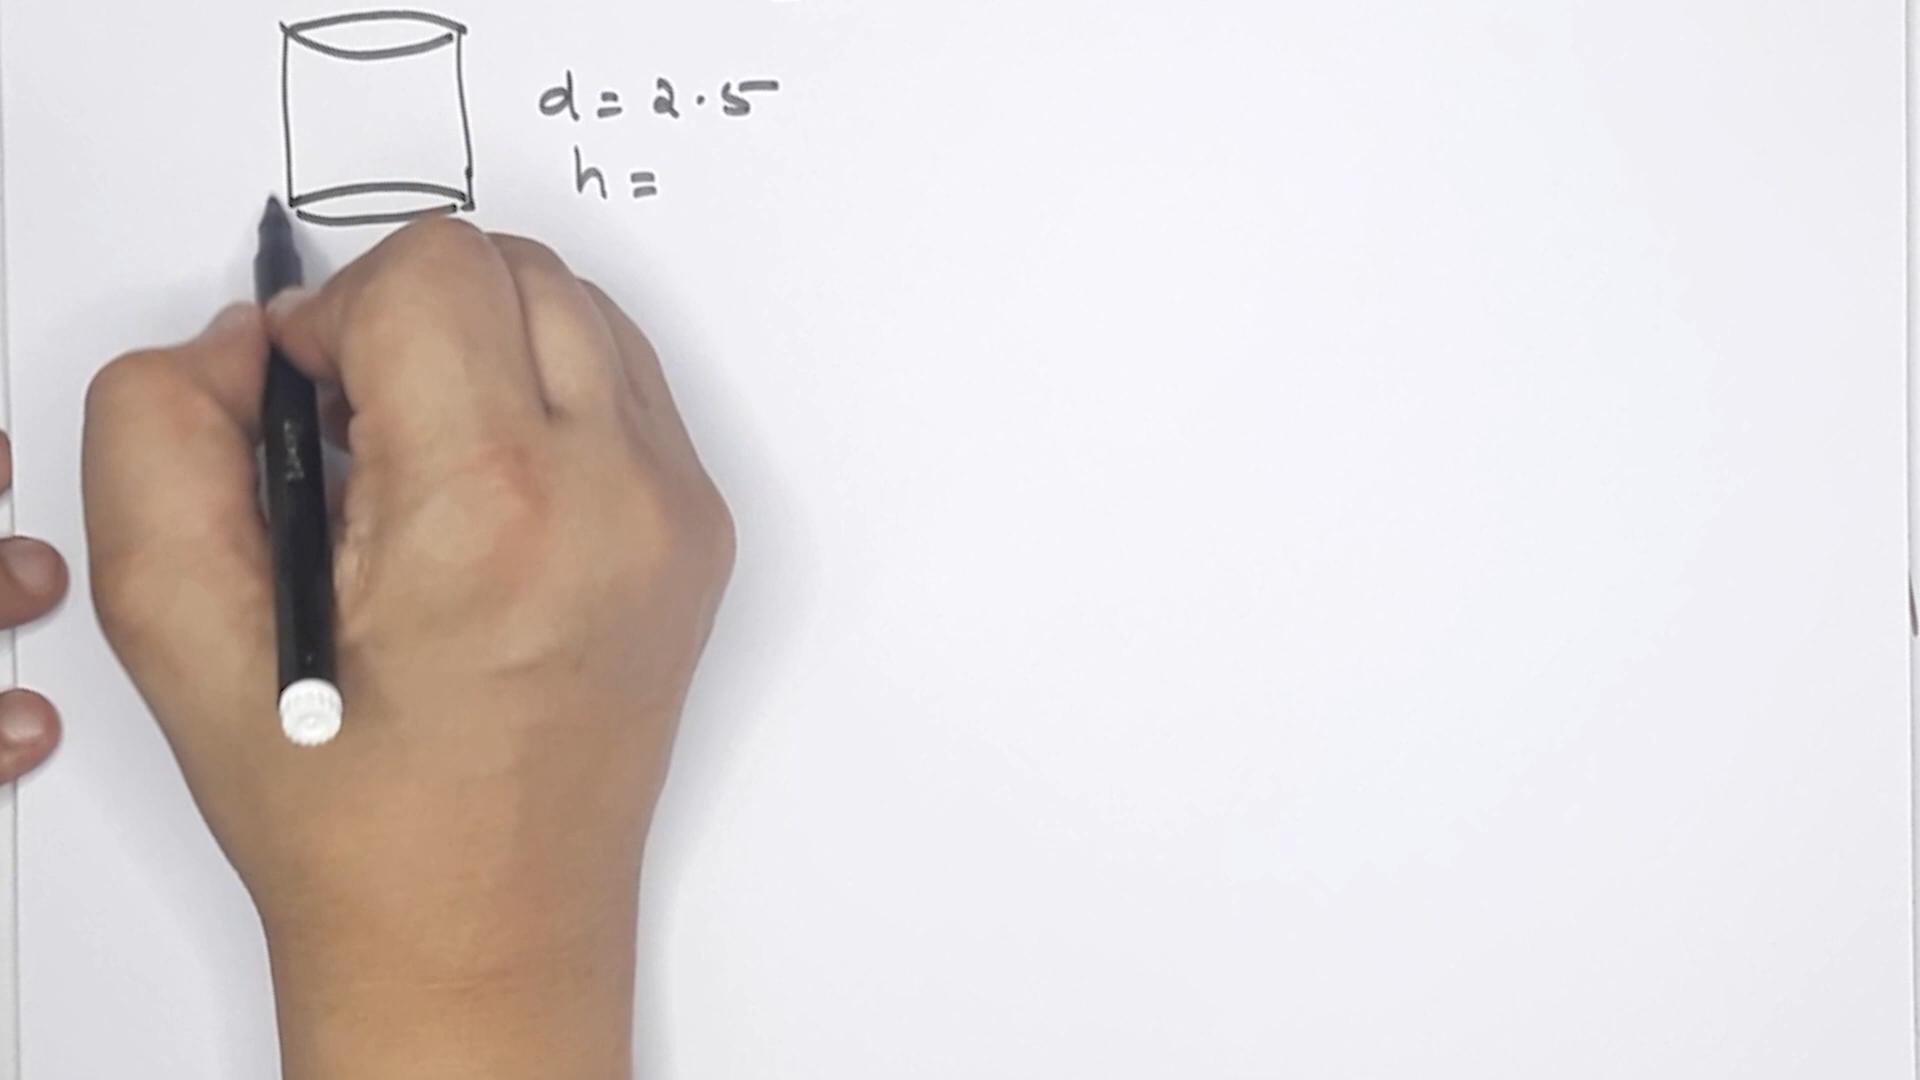 d = 2.5
h =